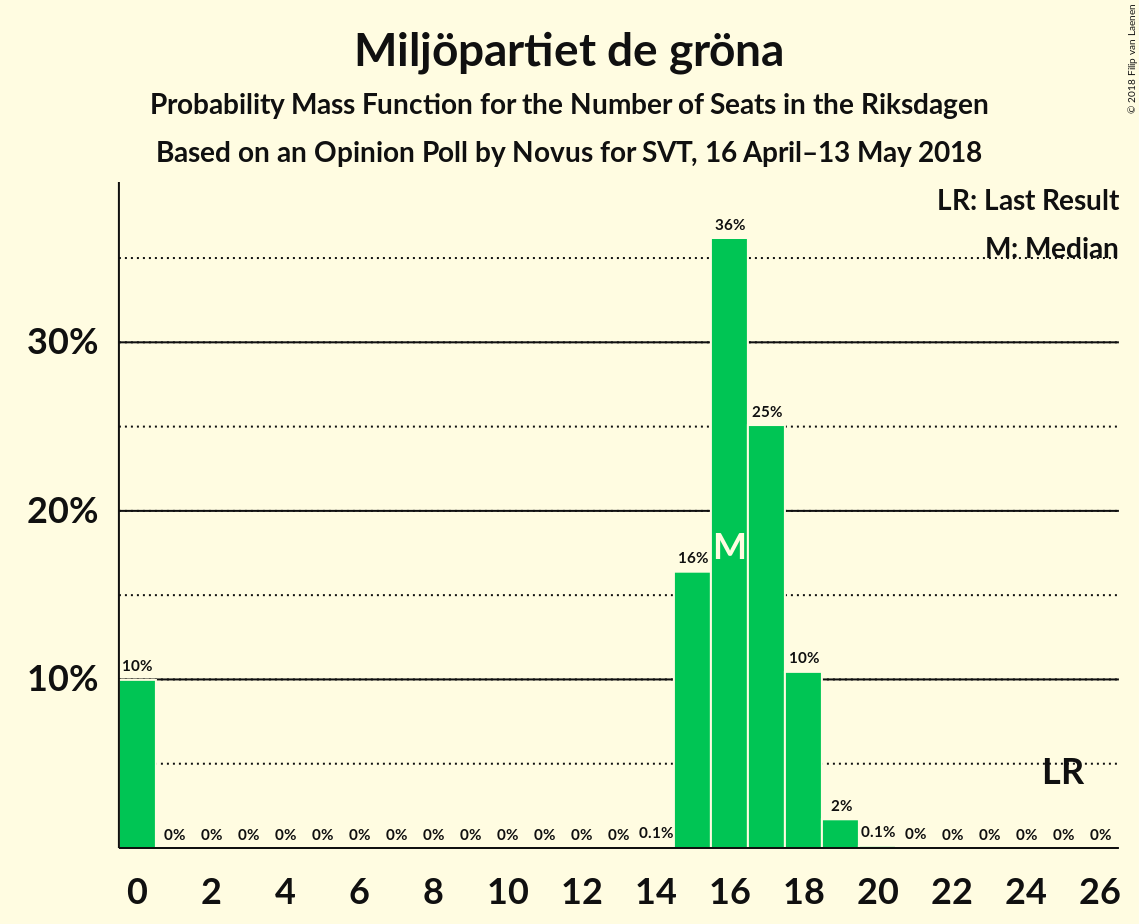 Miljöpartiet de gröna
Probability Mass Function for the Number of Seats in the Riksdagen
Based on an Opinion Poll by Novus for SVT, 16 April–13 May 2018
© 2018 Filip van Laenen
LR: Last Result
M: Median
36%
30%
25%
20%
16%
M
10%
10%
10%
LR
2%
0% 0% 0% 0% 0% 0% 0% 0% 0% 0% 0% 0% 0% 0.1% 0.1% 0% 0% 0% 0% 0% 0%
0 2 4 6 8 10 12 14 16 18 20 22 24 26